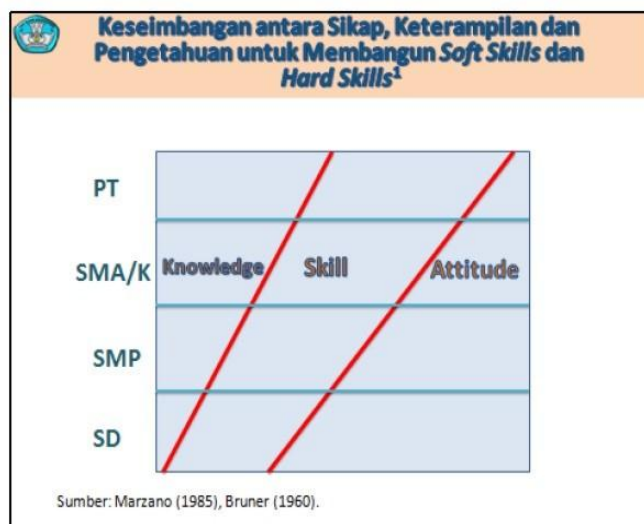 Keseimbangan antara Sikap, Keterampilan dan
Pengetahuan untuk Membangun Soft Skills dan
Hard Skills¹
PT
SMA/K
Knowledge
Skill
Attitude
SMP
SD
Sumber: Marzano (1985), Bruner (1960).